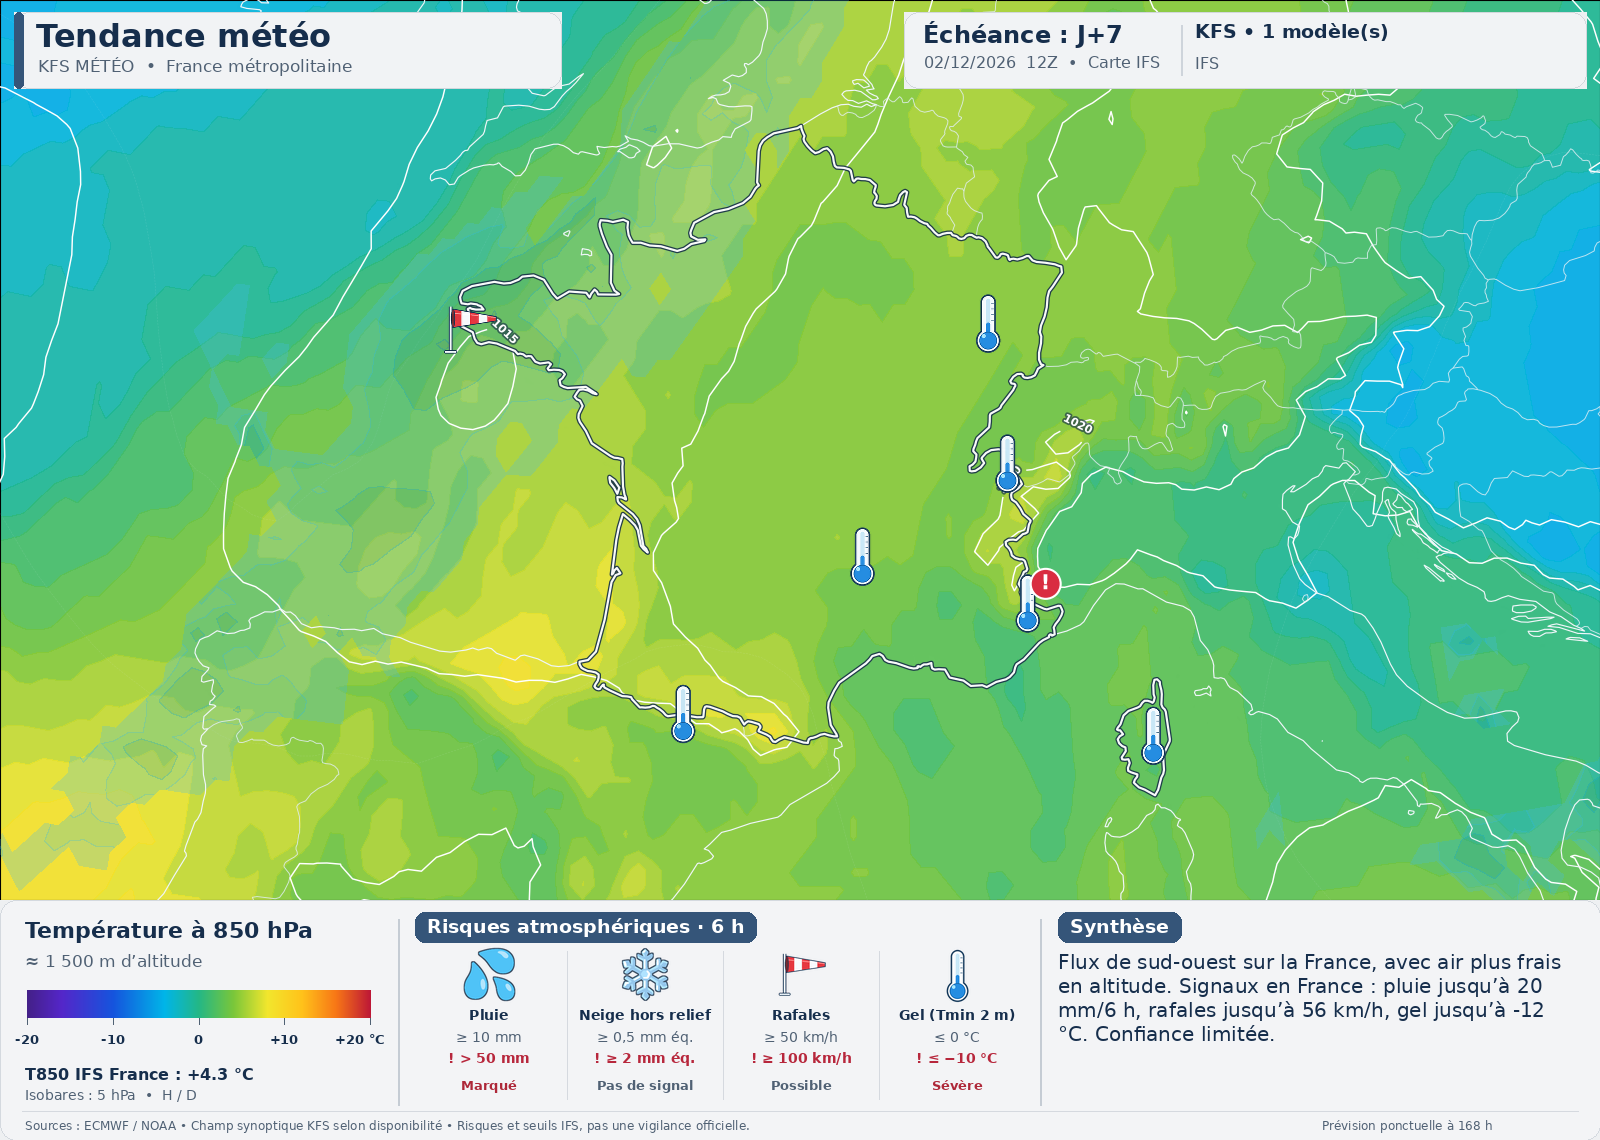 Tendance météo
KFS MÉTÉO • France métropolitaine
Échéance : J+7
02/12/2026 12Z • Carte IFS
KFS • 1 modèle(s)
IFS
1015
1020
!
Température à 850 hPa
≈ 1 500 m d’altitude
-20 -10 0 +10 +20 °C
T850 IFS France : +4.3 °C
Isobares : 5 hPa • H / D
Risques atmosphériques · 6 h
Pluie
≥ 10 mm
! > 50 mm
Marqué
Neige hors relief
≥ 0,5 mm éq.
! ≥ 2 mm éq.
Pas de signal
Rafales
≥ 50 km/h
! ≥ 100 km/h
Possible
Gel (Tmin 2 m)
≤ 0 °C
! ≤ −10 °C
Sévère
Synthèse
Flux de sud-ouest sur la France, avec air plus frais
en altitude. Signaux en France : pluie jusqu’à 20
mm/6 h, rafales jusqu’à 56 km/h, gel jusqu’à -12
°C. Confiance limitée.
Sources : ECMWF / NOAA • Champ synoptique KFS selon disponibilité • Risques et seuils IFS, pas une vigilance officielle.
Prévision ponctuelle à 168 h